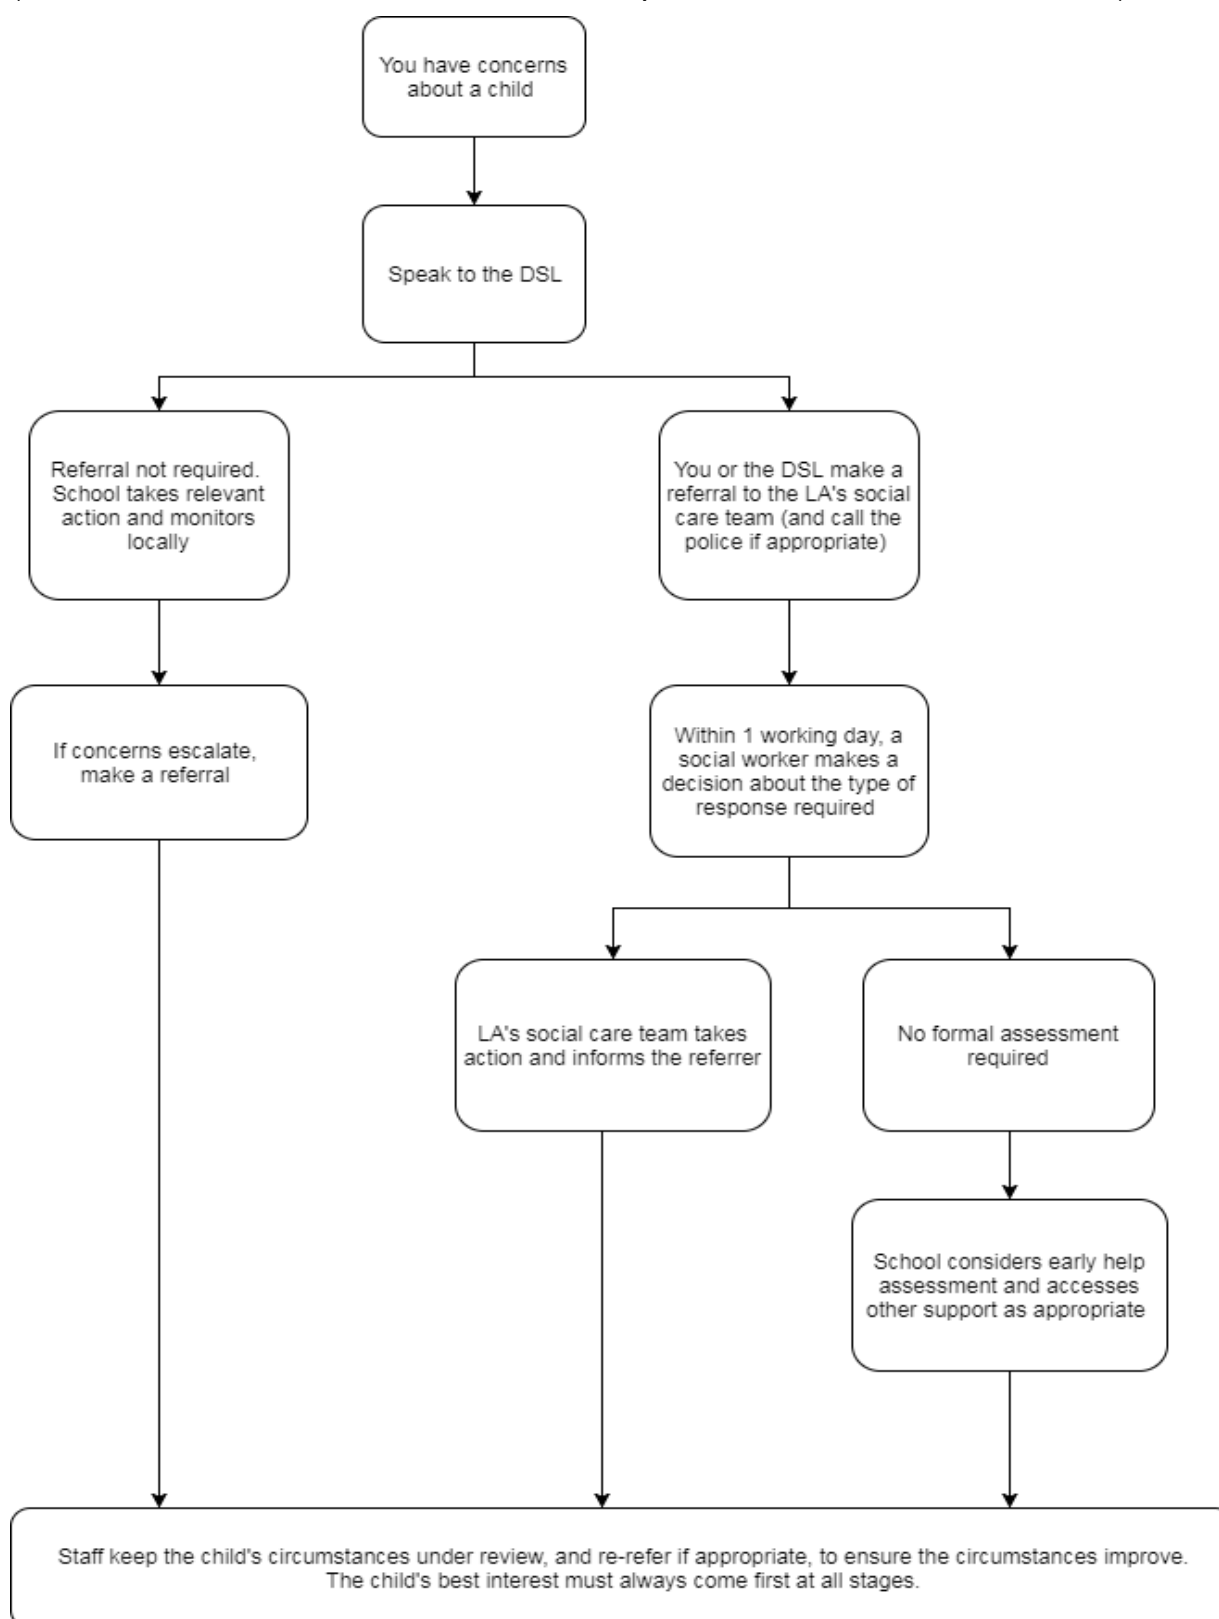 You have concerns
about a child
Speak to the DSL
Referral not required.
School takes relevant
action and monitors
locally
You or the DSL make a
referral to the LA's social
care team (and call the
police if appropriate)
If concerns escalate,
make a referral
Within 1 working day, a
social worker makes a
decision about the type of
response required
LA's social care team takes
action and informs the referrer
No formal assessment
required
School considers early help
assessment and accesses
other support as appropriate
Staff keep the child's circumstances under review, and re-refer if appropriate, to ensure the circumstances improve.
The child's best interest must always come first at all stages.